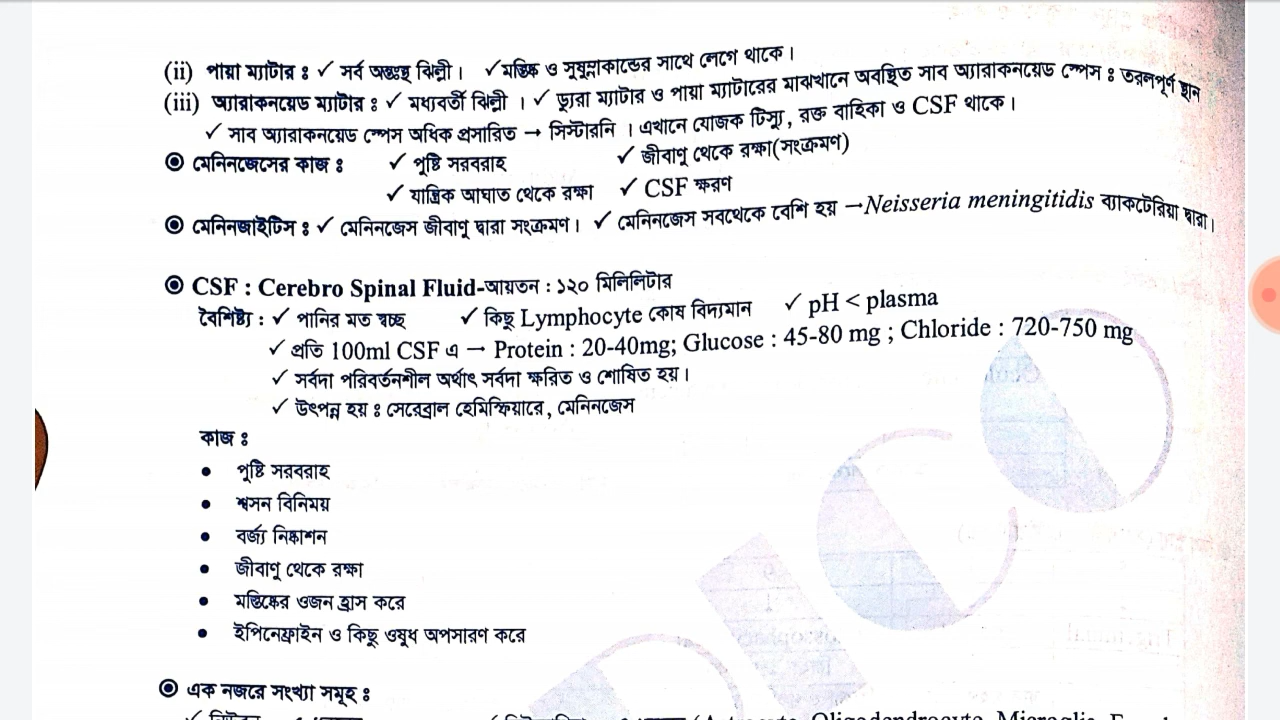 (ii) পায়া ম্যাটার ঃ ✓ সর্ব অন্তঃস্থ ঝিল্লী। ✓মস্তিষ্ক ও সুষুম্নাকান্ডের সাথে লেগে থাকে।
(iii) অ্যারাকনয়েড ম্যাটার ঃ ✓ মধ্যবর্তী ঝিল্লী । ✓ ড্যুরা ম্যাটার ও পায়া ম্যাটারের মাঝখানে অবস্থিত সাব অ্যারাকনয়েড স্পেস ঃ তরলপূর্ণ স্থান
✓ সাব অ্যারাকনয়েড স্পেস অধিক প্রসারিত → সিস্টারনি । এখানে যোজক টিস্যু, রক্ত বাহিকা ও CSF থাকে।
মেনিনজেসের কাজ ঃ ✓ পুষ্টি সরবরাহ ✓ জীবাণু থেকে রক্ষা(সংক্রমণ)
✓ যান্ত্রিক আঘাত থেকে রক্ষা ✓ CSF ক্ষরণ
মেনিনজাইটিস ঃ ✓ মেনিনজেস জীবাণু দ্বারা সংক্রমণ। ✓ মেনিনজেস সবথেকে বেশি হয় →Neisseria meningitidis ব্যাকটেরিয়া দ্বারা।
CSF : Cerebro Spinal Fluid-আয়তন : ১২০ মিলিলিটার
বৈশিষ্ট্য : ✓ পানির মত স্বচ্ছ ✓ কিছু Lymphocyte কোষ বিদ্যমান ✓ pH < plasma
✓ প্রতি 100ml CSF এ → Protein : 20-40mg; Glucose : 45-80 mg ; Chloride : 720-750 mg
✓ সর্বদা পরিবর্তনশীল অর্থাৎ সর্বদা ক্ষরিত ও শোষিত হয়।
✓ উৎপন্ন হয় ঃ সেরেব্রাল হেমিস্ফিয়ারে, মেনিনজেস
কাজ ঃ
• পুষ্টি সরবরাহ
• শ্বসন বিনিময়
• বর্জ্য নিষ্কাশন
• জীবাণু থেকে রক্ষা
• মস্তিষ্কের ওজন হ্রাস করে
• ইপিনেফ্রাইন ও কিছু ওষুধ অপসারণ করে
এক নজরে সংখ্যা সমূহ ঃ